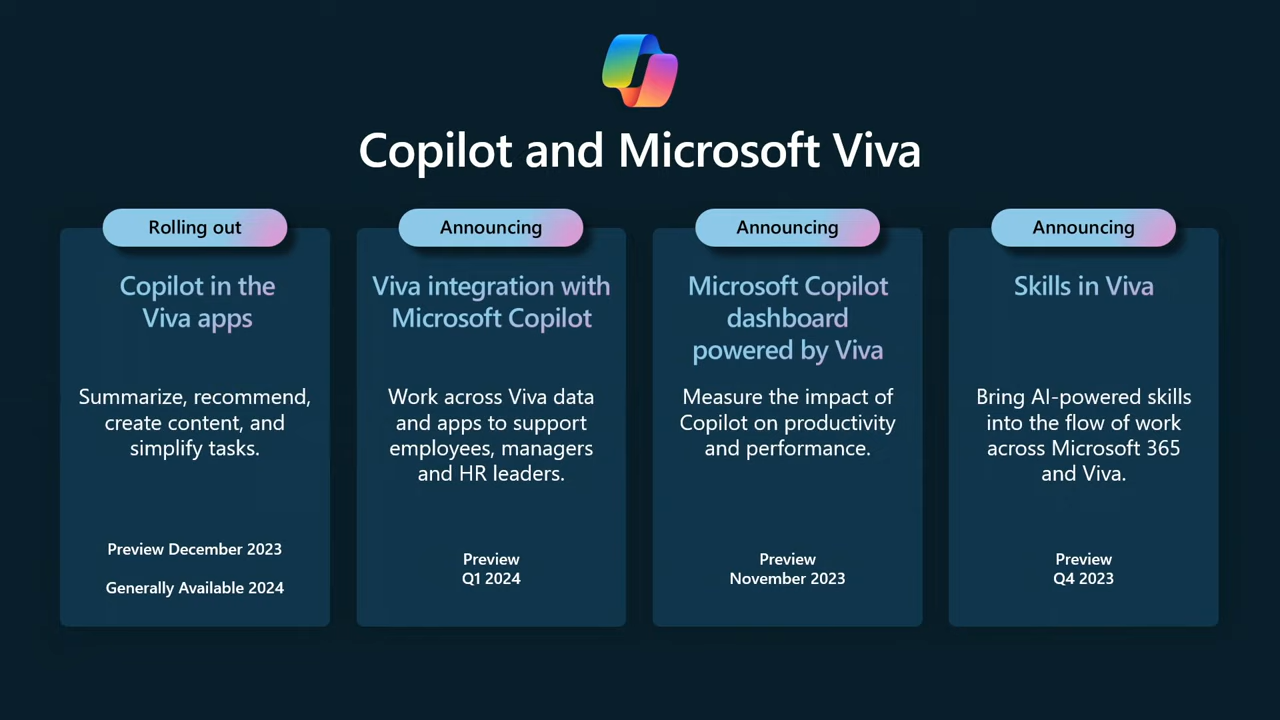 Copilot and Microsoft Viva
Rolling out
Copilot in the
Viva apps
Summarize, recommend,
create content, and
simplify tasks.
Preview December 2023
Generally Available 2024
Announcing
Viva integration with
Microsoft Copilot
Work across Viva data
and apps to support
employees, managers
and HR leaders.
Preview
Q1 2024
Announcing
Microsoft Copilot
dashboard
powered by Viva
Measure the impact of
Copilot on productivity
and performance.
Preview
November 2023
Announcing
Skills in Viva
Bring AI-powered skills
into the flow of work
across Microsoft 365
and Viva.
Preview
Q4 2023